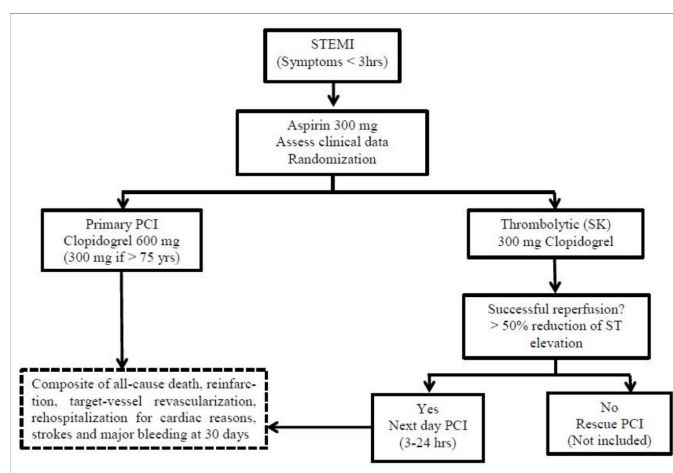 STEMI
(Symptoms < 3hrs)
Aspirin 300 mg
Assess clinical data
Randomization
Primary PCI
Clopidogrel 600 mg
(300 mg if > 75 yrs)
Thrombolytic (SK)
300 mg Clopidogrel
Successful reperfusion?
> 50% reduction of ST
elevation
Composite of all-cause death, reinfarc-
tion, target-vessel revascularization,
rehospitalization for cardiac reasons,
strokes and major bleeding at 30 days
Yes
Next day PCI
(3-24 hrs)
No
Rescue PCI
(Not included)